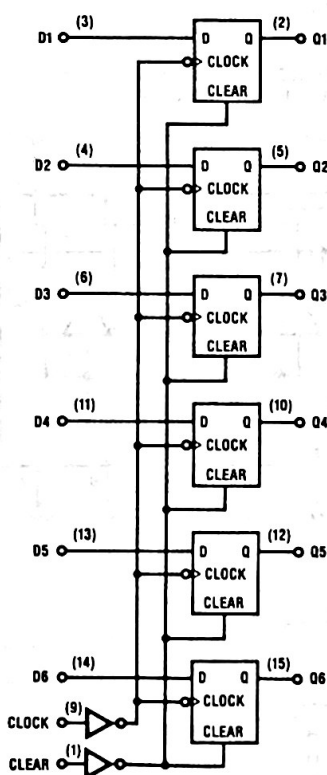 (3) (2)
D1 D Q Q1
CLOCK
CLEAR
(4) (5)
D2 D Q Q2
CLOCK
CLEAR
(6) (7)
D3 D Q Q3
CLOCK
CLEAR
(11) (10)
D4 D Q Q4
CLOCK
CLEAR
(13) (12)
D5 D Q Q5
CLOCK
CLEAR
(14) (15)
D6 D Q Q6
CLOCK
(9)
CLOCK
CLEAR
(1)
CLEAR